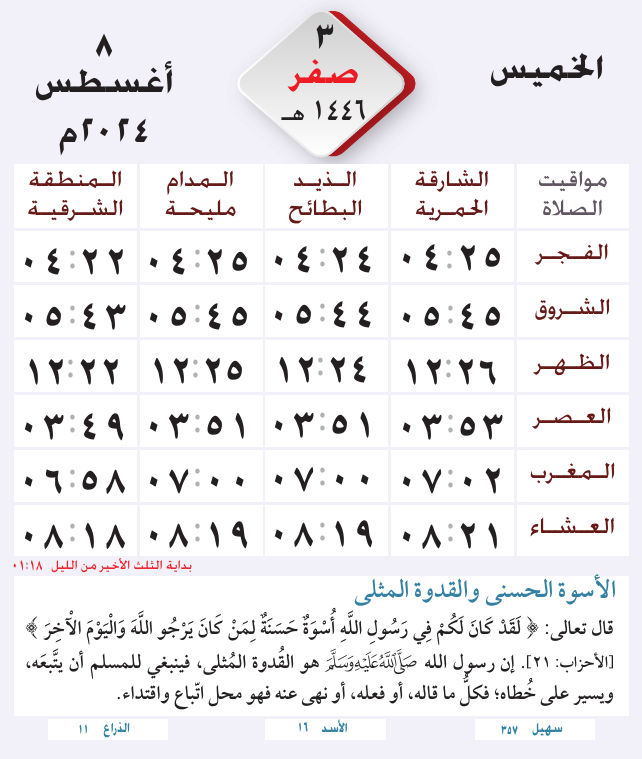 الخميس
٣
صفر
١٤٤٦ هـ
٨
أغسطس
٢٠٢٤م
مواقيت الصلاة
الشارقة الحمرية
الذيد البطائح
المدام مليحة
المنطقة الشرقية
الفجر ٠٤:٢٥ ٠٤:٢٤ ٠٤:٢٥ ٠٤:٢٢
الشروق ٠٥:٤٥ ٠٥:٤٤ ٠٥:٤٥ ٠٥:٤٣
الظهر ١٢:٢٦ ١٢:٢٤ ١٢:٢٥ ١٢:٢٢
العصر ٠٣:٥٣ ٠٣:٥١ ٠٣:٥١ ٠٣:٤٩
المغرب ٠٧:٠٢ ٠٧:٠٠ ٠٧:٠٠ ٠٦:٥٨
العشاء ٠٨:٢١ ٠٨:١٩ ٠٨:١٩ ٠٨:١٨
بداية الثلث الأخير من الليل ٠١:١٨
الأسوة الحسنى والقدوة المثلى
قال تعالى: ﴿ لَقَدْ كَانَ لَكُمْ فِي رَسُولِ اللَّهِ أُسْوَةٌ حَسَنَةٌ لِمَنْ كَانَ يَرْجُو اللَّهَ وَالْيَوْمَ الْآخِرَ ﴾
[الأحزاب: ٢١]. إن رسول الله ﷺ هو القُدوة المُثلى، فينبغي للمسلم أن يتَّبعَه،
ويسير على خُطاه؛ فكلُّ ما قاله، أو فعله، أو نهى عنه فهو محل اتّباع واقتداء.
سهيل ٣٥٧
الأسد ١٦
الذراع ١١